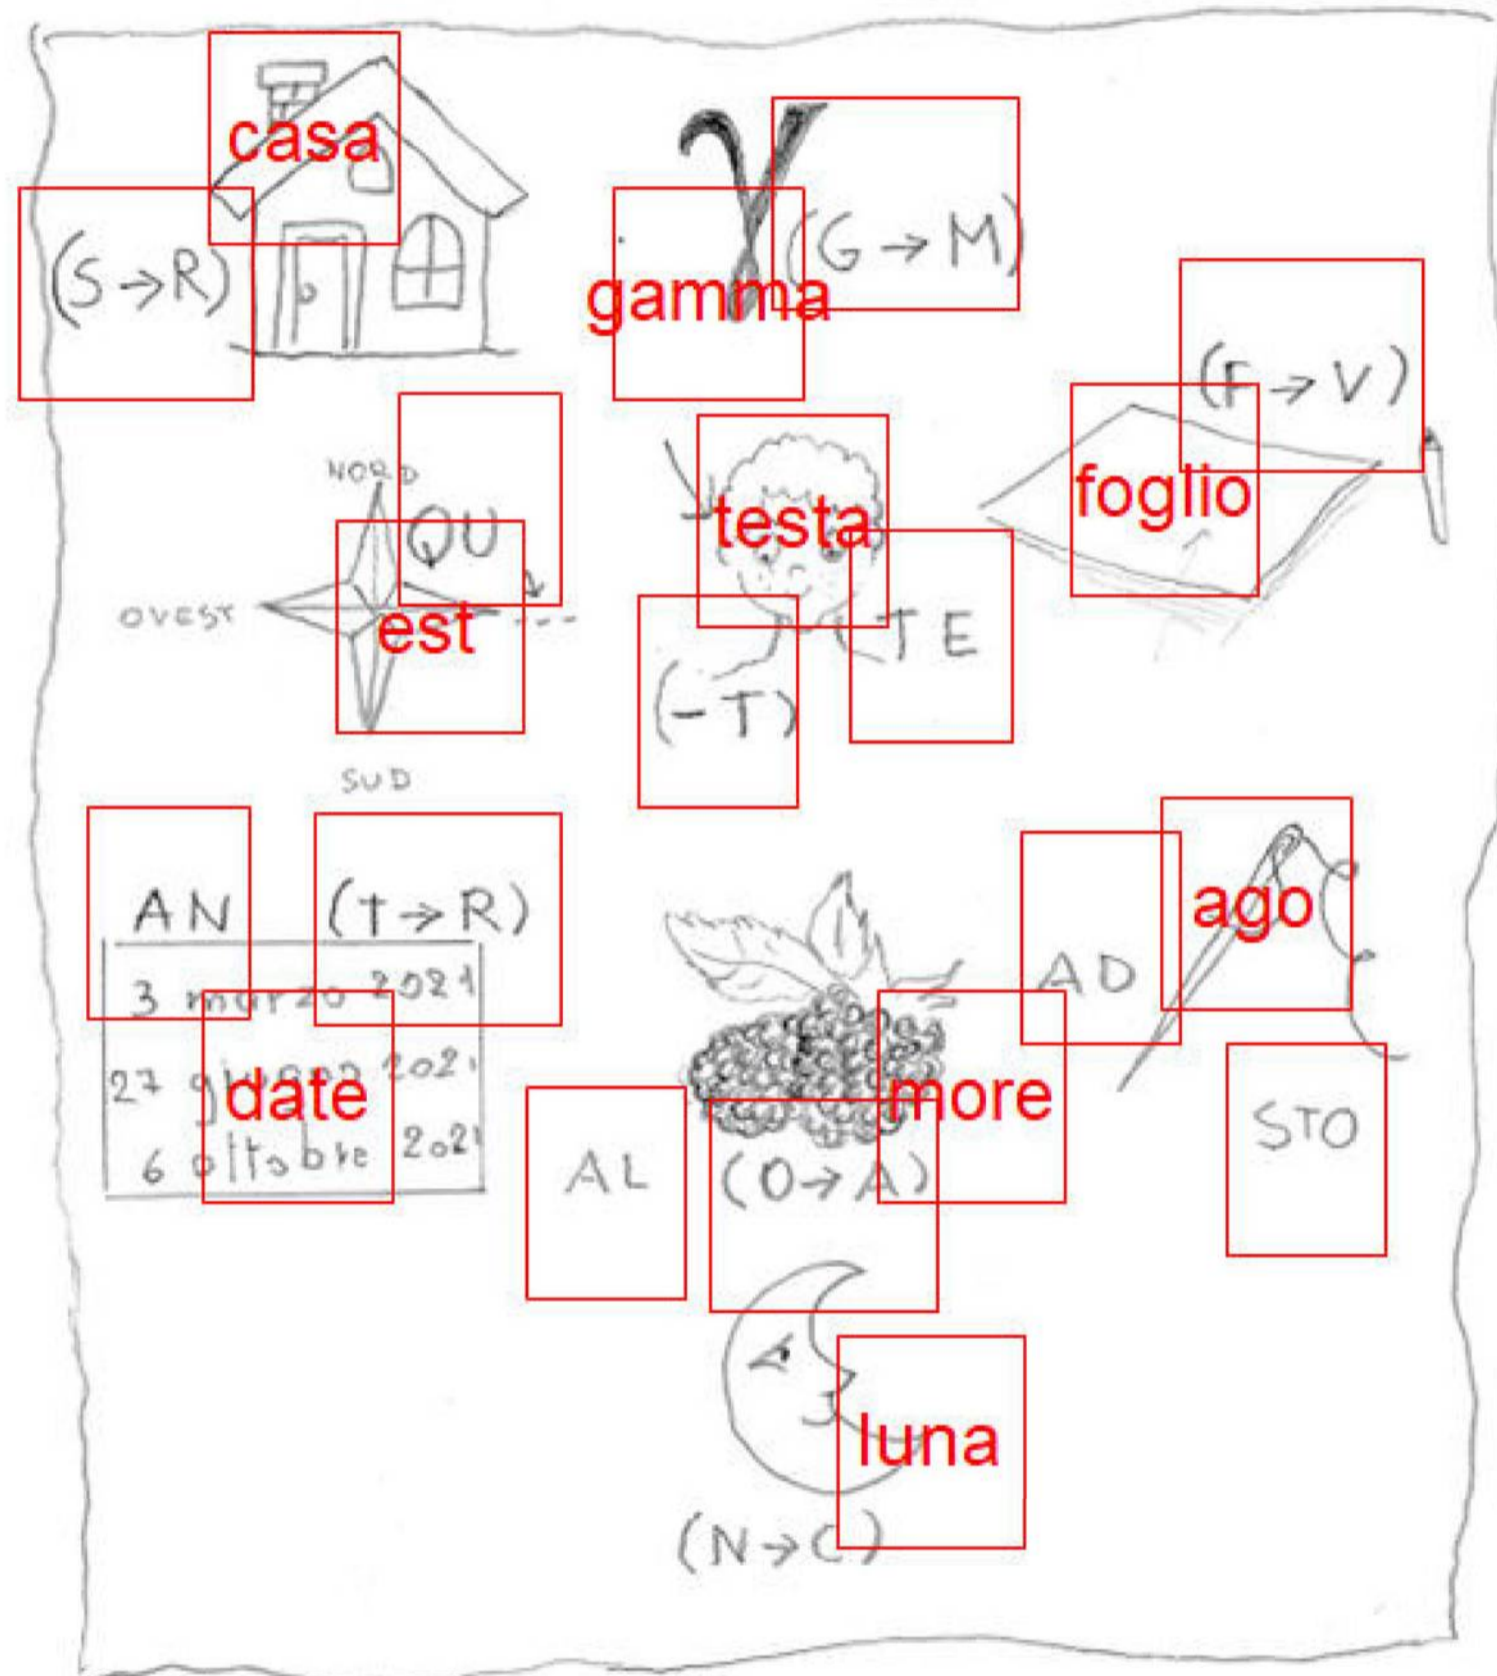 casa
(S→R)
gamma
(G→M)
(F→V)
foglio
NORD
QU
OVEST
est
SUD
testa
(-T)
TE
AN
(T→R)
3 marzo 2021
27 giugno 2021
6 ottobre 2021
date
AL
more
(O→A)
AD
ago
STO
luna
(N→C)